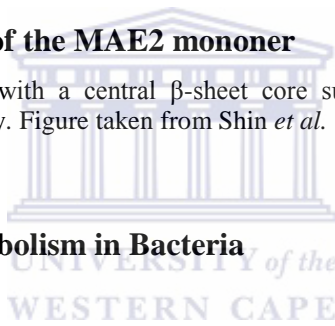 of the MAE2 mononer
with a central β-sheet core su
y. Figure taken from Shin et al.
bolism in Bacteria
UNIVERSITY of the
WESTERN CAPE